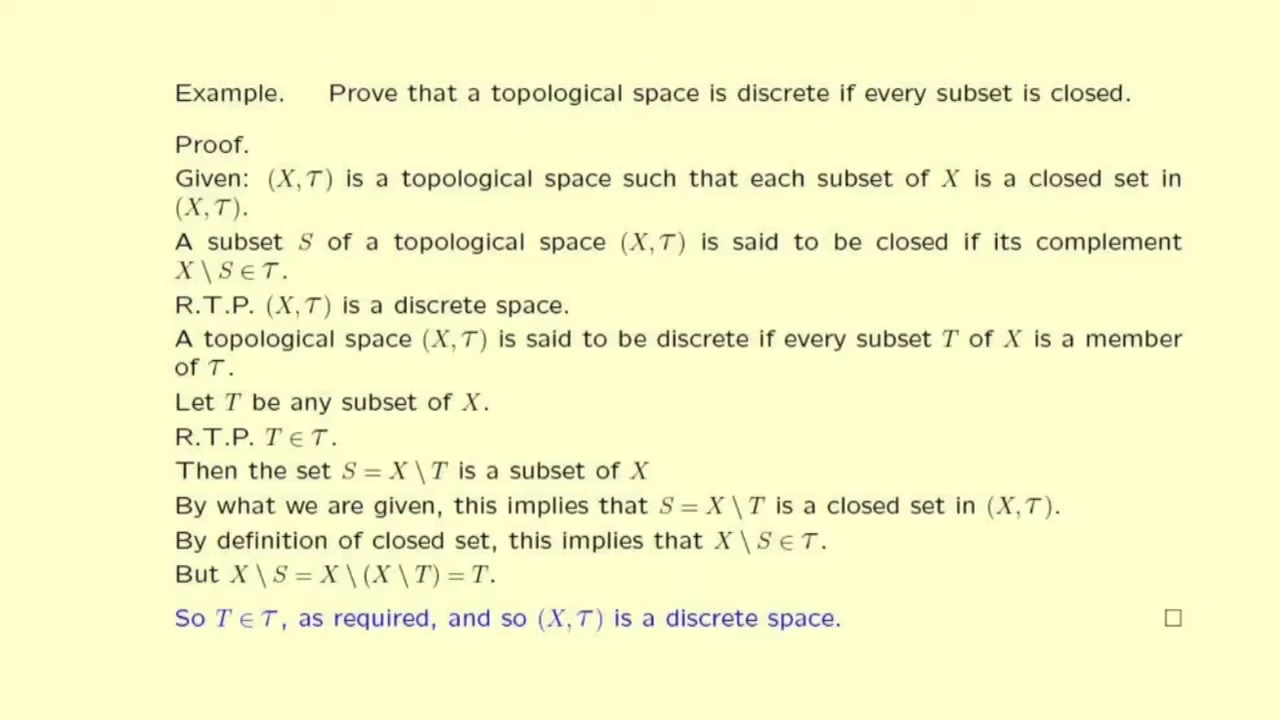 Example. Prove that a topological space is discrete if every subset is closed.
Proof.
Given: (X, 𝒯) is a topological space such that each subset of X is a closed set in
(X, 𝒯).
A subset S of a topological space (X, 𝒯) is said to be closed if its complement
X \ S ∈ 𝒯.
R.T.P. (X, 𝒯) is a discrete space.
A topological space (X, 𝒯) is said to be discrete if every subset T of X is a member
of 𝒯.
Let T be any subset of X.
R.T.P. T ∈ 𝒯.
Then the set S = X \ T is a subset of X
By what we are given, this implies that S = X \ T is a closed set in (X, 𝒯).
By definition of closed set, this implies that X \ S ∈ 𝒯.
But X \ S = X \ (X \ T) = T.
So T ∈ 𝒯, as required, and so (X, 𝒯) is a discrete space. □